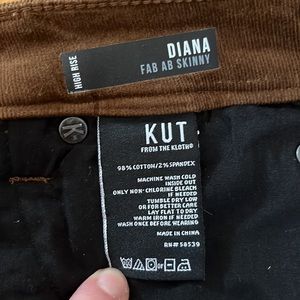 HIGH RISE
DIANA
FAB AB SKINNY
K
KUT
FROM THE KLOTH®
98% COTTON/2% SPANDEX
MACHINE WASH COLD
INSIDE OUT
ONLY NON-CHLORINE BLEACH
IF NEEDED
TUMBLE DRY LOW
OR FOR BETTER CARE
LAY FLAT TO DRY
WARM IRON IF NEEDED
WASH ONCE BEFORE WEARING
MADE IN CHINA
RN# 58539